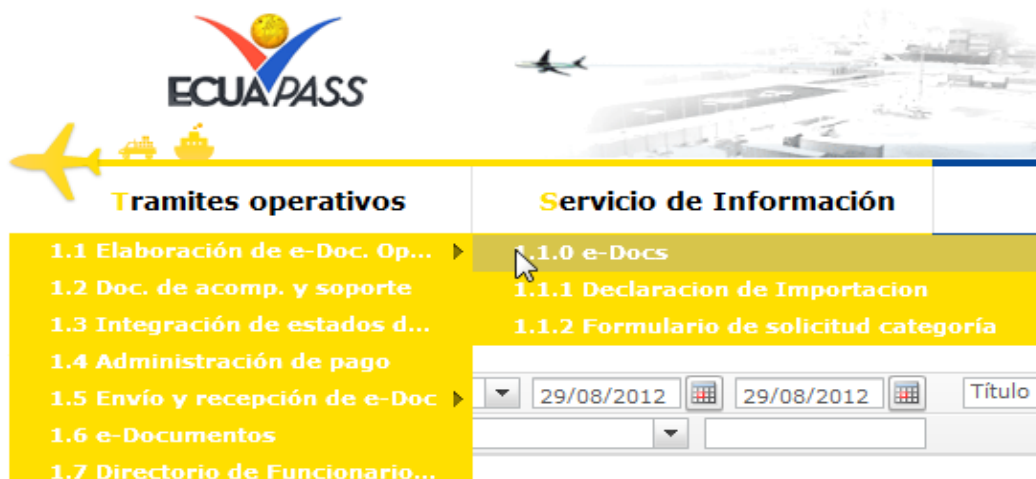 ECUAPASS
Tramites operativos
Servicio de Información
1.1 Elaboración de e-Doc. Op...
1.2 Doc. de acomp. y soporte
1.3 Integración de estados d...
1.4 Administración de pago
1.5 Envío y recepción de e-Doc
1.6 e-Documentos
1.7 Directorio de Funcionario...
1.1.0 e-Docs
1.1.1 Declaracion de Importacion
1.1.2 Formulario de solicitud categoría
29/08/2012 29/08/2012 Título